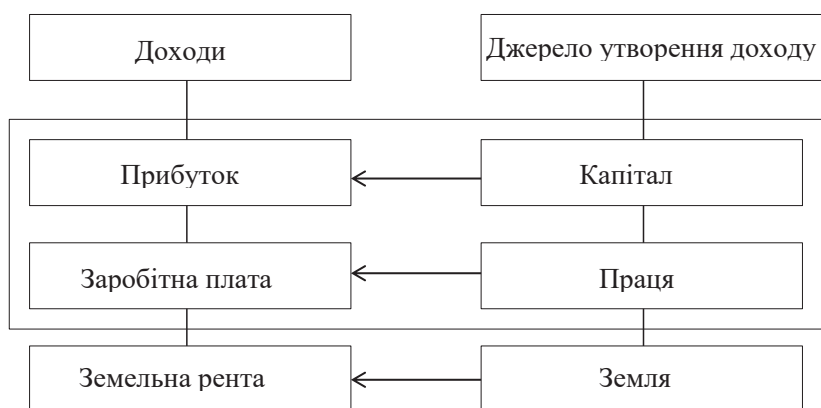 Доходи
Джерело утворення доходу
Прибуток
Капітал
Заробітна плата
Праця
Земельна рента
Земля